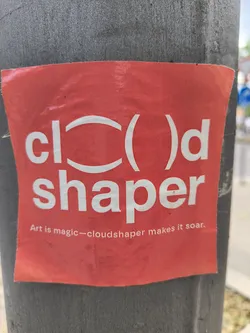 cloud
shaper
Art is magic—cloudshaper makes it soar.